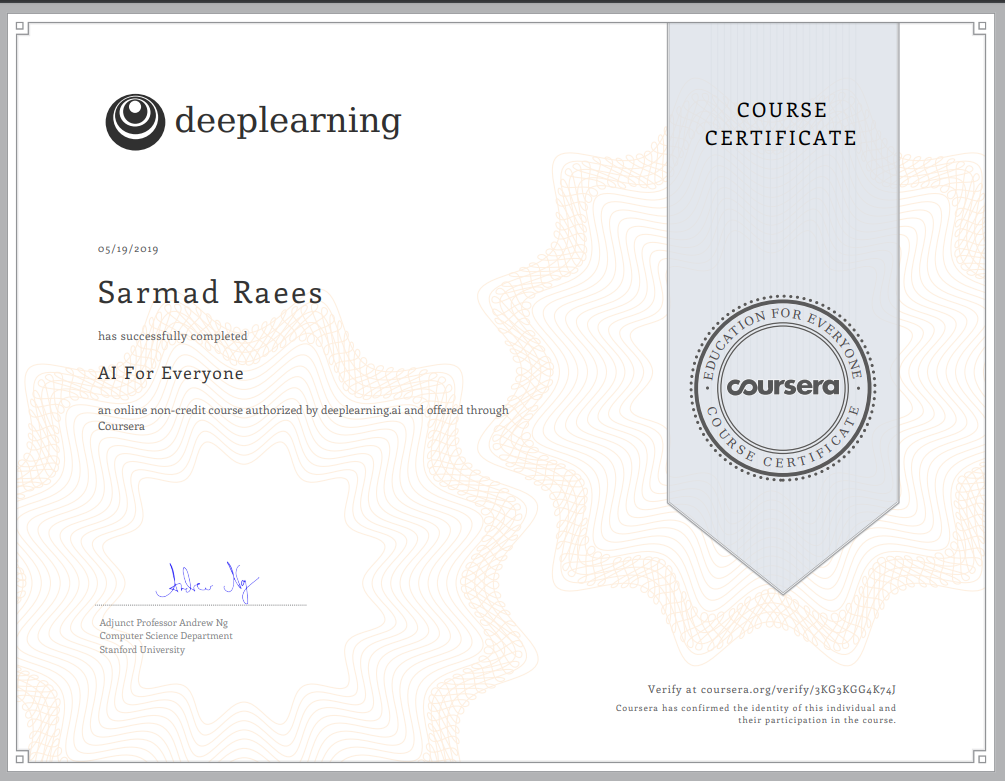 deeplearning
COURSE
CERTIFICATE
05/19/2019
Sarmad Raees
has successfully completed
AI For Everyone
an online non-credit course authorized by deeplearning.ai and offered through
Coursera
EDUCATION FOR EVERYONE
coursera
COURSE CERTIFICATE
Andrew Ng
Adjunct Professor Andrew Ng
Computer Science Department
Stanford University
Verify at coursera.org/verify/3KG3KGG4K74J
Coursera has confirmed the identity of this individual and
their participation in the course.